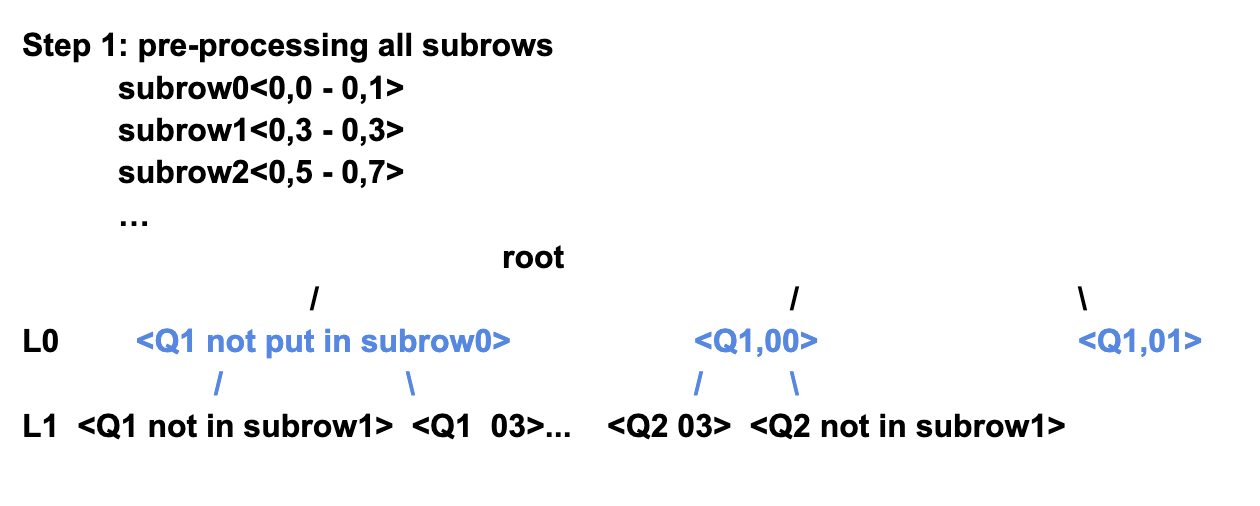 Step 1: pre-processing all subrows
subrow0<0,0 - 0,1>
subrow1<0,3 - 0,3>
subrow2<0,5 - 0,7>
…
root
/ / \
L0 <Q1 not put in subrow0> <Q1,00> <Q1,01>
/ \ / \
L1 <Q1 not in subrow1> <Q1 03>... <Q2 03> <Q2 not in subrow1>